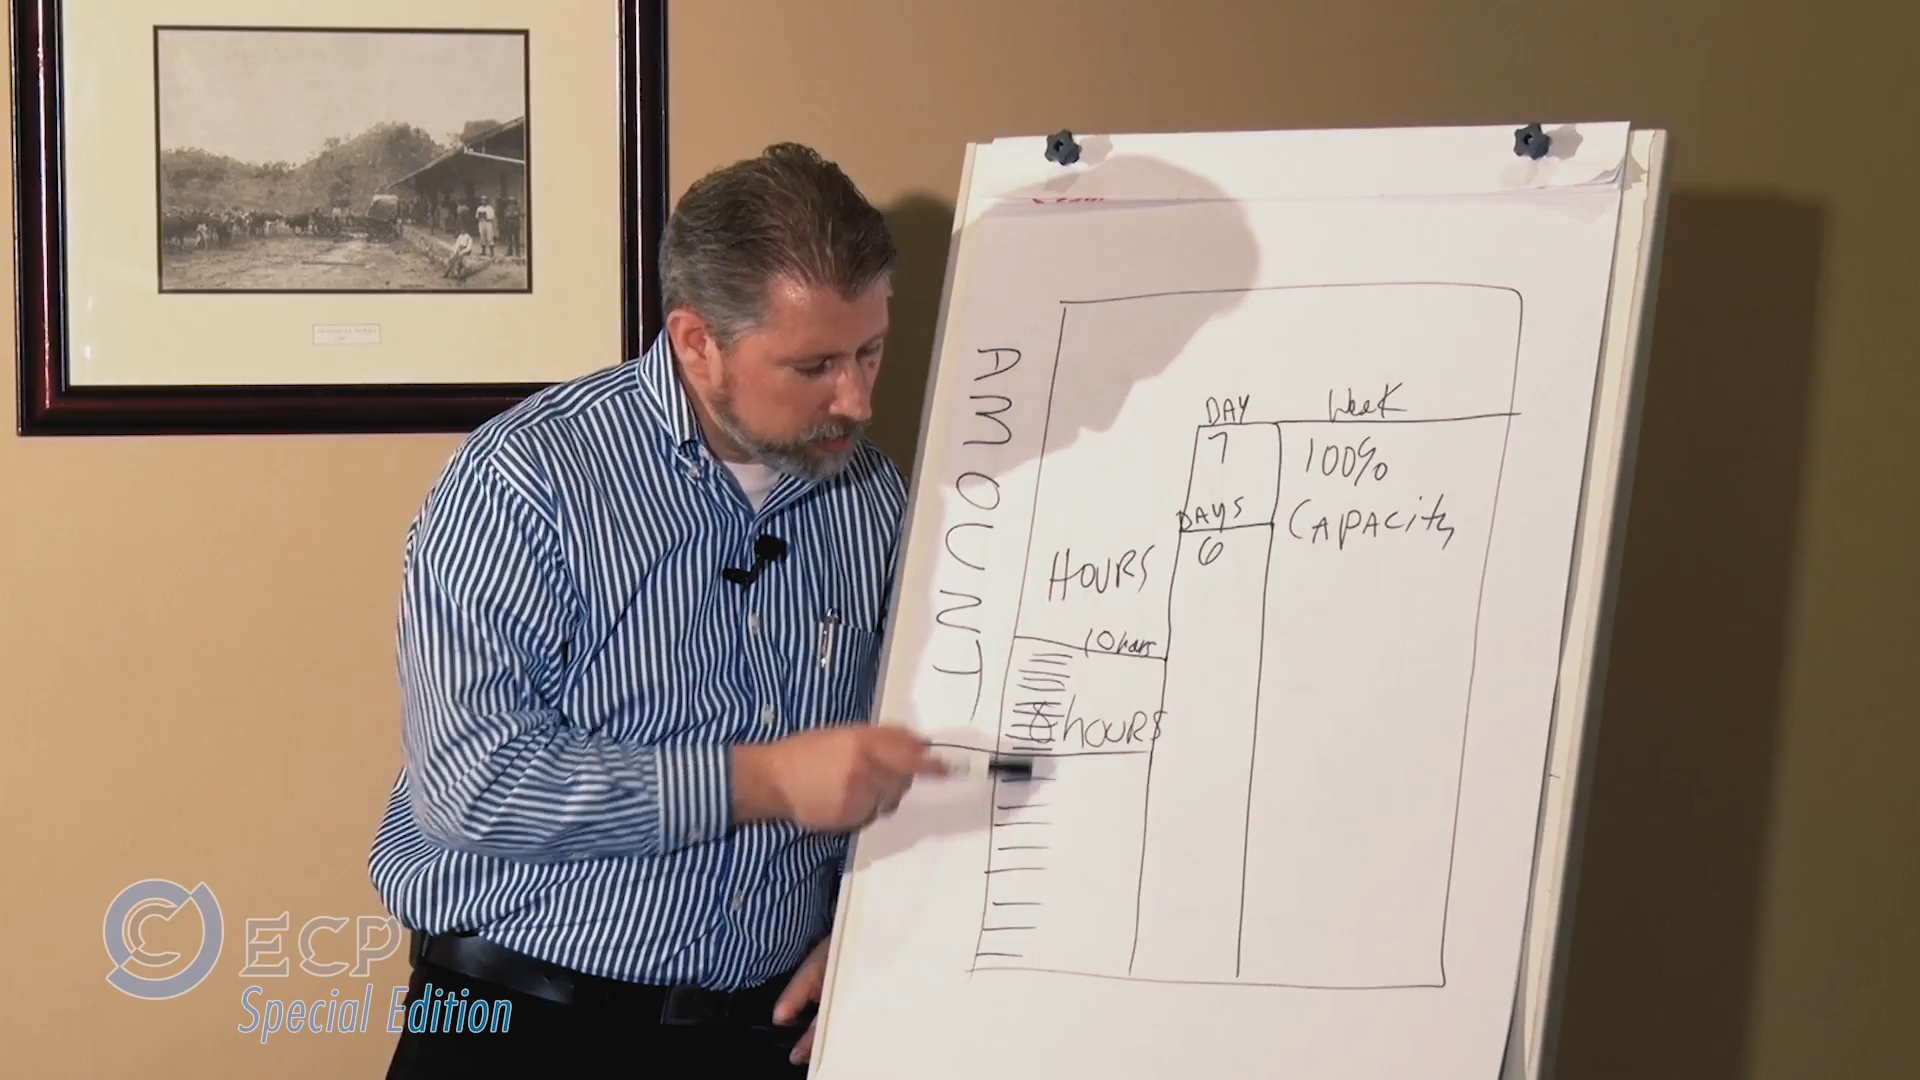 AMOUNT
DAY Week
7 100%
DAYS CAPACITY
6
HOURS
10 hours
8 hours
ECP
Special Edition